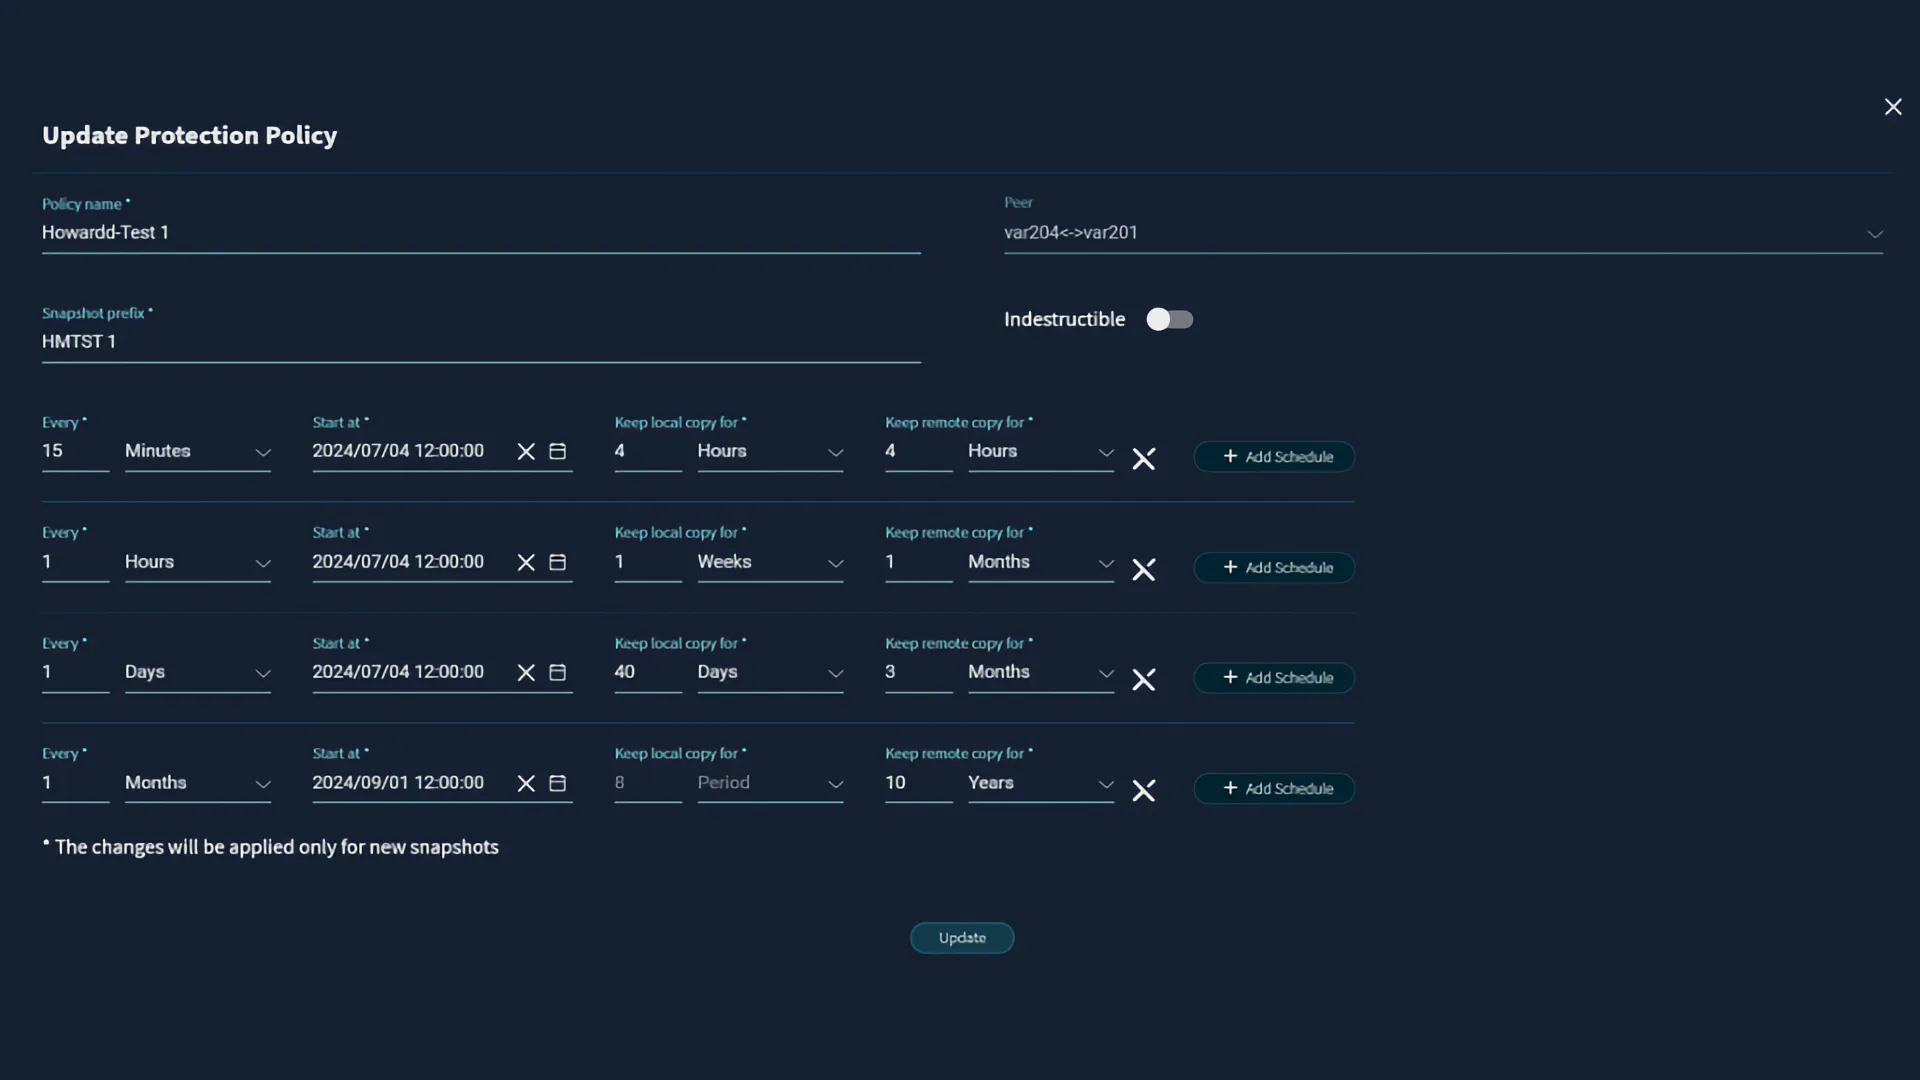 Update Protection Policy
Policy name *
Howardd-Test 1
Peer
var204<->var201
Snapshot prefix *
HMTST 1
Indestructible
Every * Start at * Keep local copy for * Keep remote copy for *
15 Minutes 2024/07/04 12:00:00 4 Hours 4 Hours + Add Schedule
Every * Start at * Keep local copy for * Keep remote copy for *
1 Hours 2024/07/04 12:00:00 1 Weeks 1 Months + Add Schedule
Every * Start at * Keep local copy for * Keep remote copy for *
1 Days 2024/07/04 12:00:00 40 Days 3 Months + Add Schedule
Every * Start at * Keep local copy for * Keep remote copy for *
1 Months 2024/09/01 12:00:00 8 Period 10 Years + Add Schedule
* The changes will be applied only for new snapshots
Update